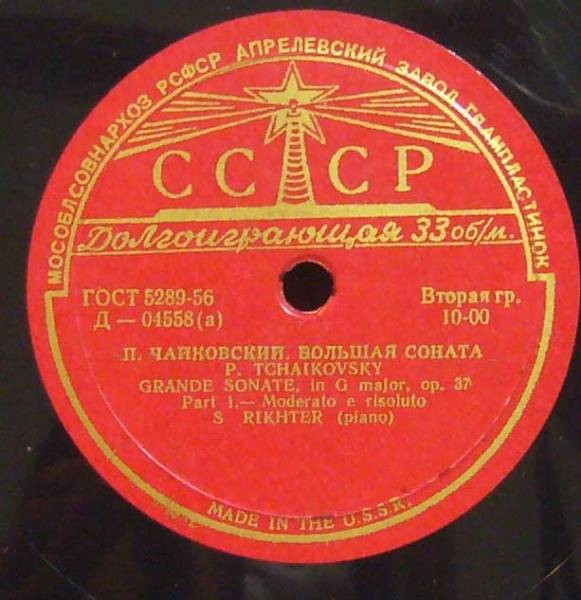 МОСОБЛСОВНАРХОЗ РСФСР АПРЕЛЕВСКИЙ ЗАВОД ГРАМПЛАСТИНОК
СССР
Долгоиграющая 33 об/м.
ГОСТ 5289-56
Д — 04558 (а)
Вторая гр.
10-00
П. ЧАЙКОВСКИЙ. БОЛЬШАЯ СОНАТА
P. TCHAIKOVSKY
GRANDE SONATE, in G major, op. 37
Part I.— Moderato e risoluto
S RIKHTER (piano)
MADE IN THE U.S.S.R.